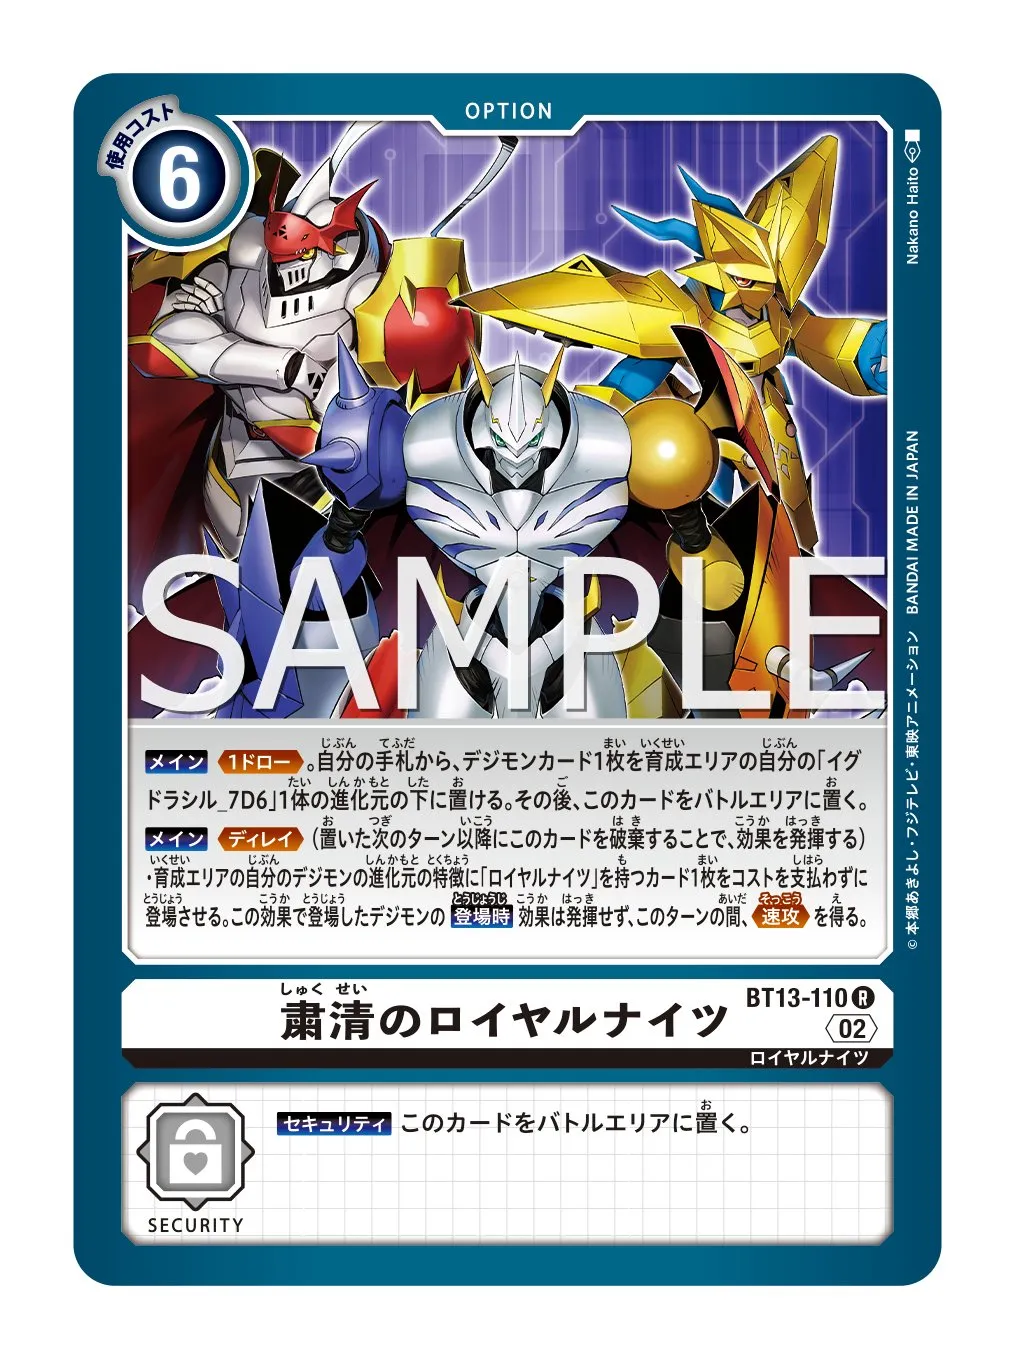 OPTION
使用コスト
6
Nakano Haito
SAMPLE
メイン 1ドロー。自分の手札から、デジモンカード1枚を育成エリアの自分の「イグ
ドラシル_7D6」1体の進化元の下に置ける。その後、このカードをバトルエリアに置く。
メイン ディレイ (置いた次のターン以降にこのカードを破棄することで、効果を発揮する)
・育成エリアの自分のデジモンの進化元の特徴に「ロイヤルナイツ」を持つカード1枚をコストを支払わずに
登場させる。この効果で登場したデジモンの 登場時 効果は発揮せず、このターンの間、速攻 を得る。
©本郷あきよし・フジテレビ・東映アニメーション BANDAI MADE IN JAPAN
しゅく せい
粛清のロイヤルナイツ
BT13-110 R
02
ロイヤルナイツ
セキュリティ このカードをバトルエリアに置く。
SECURITY